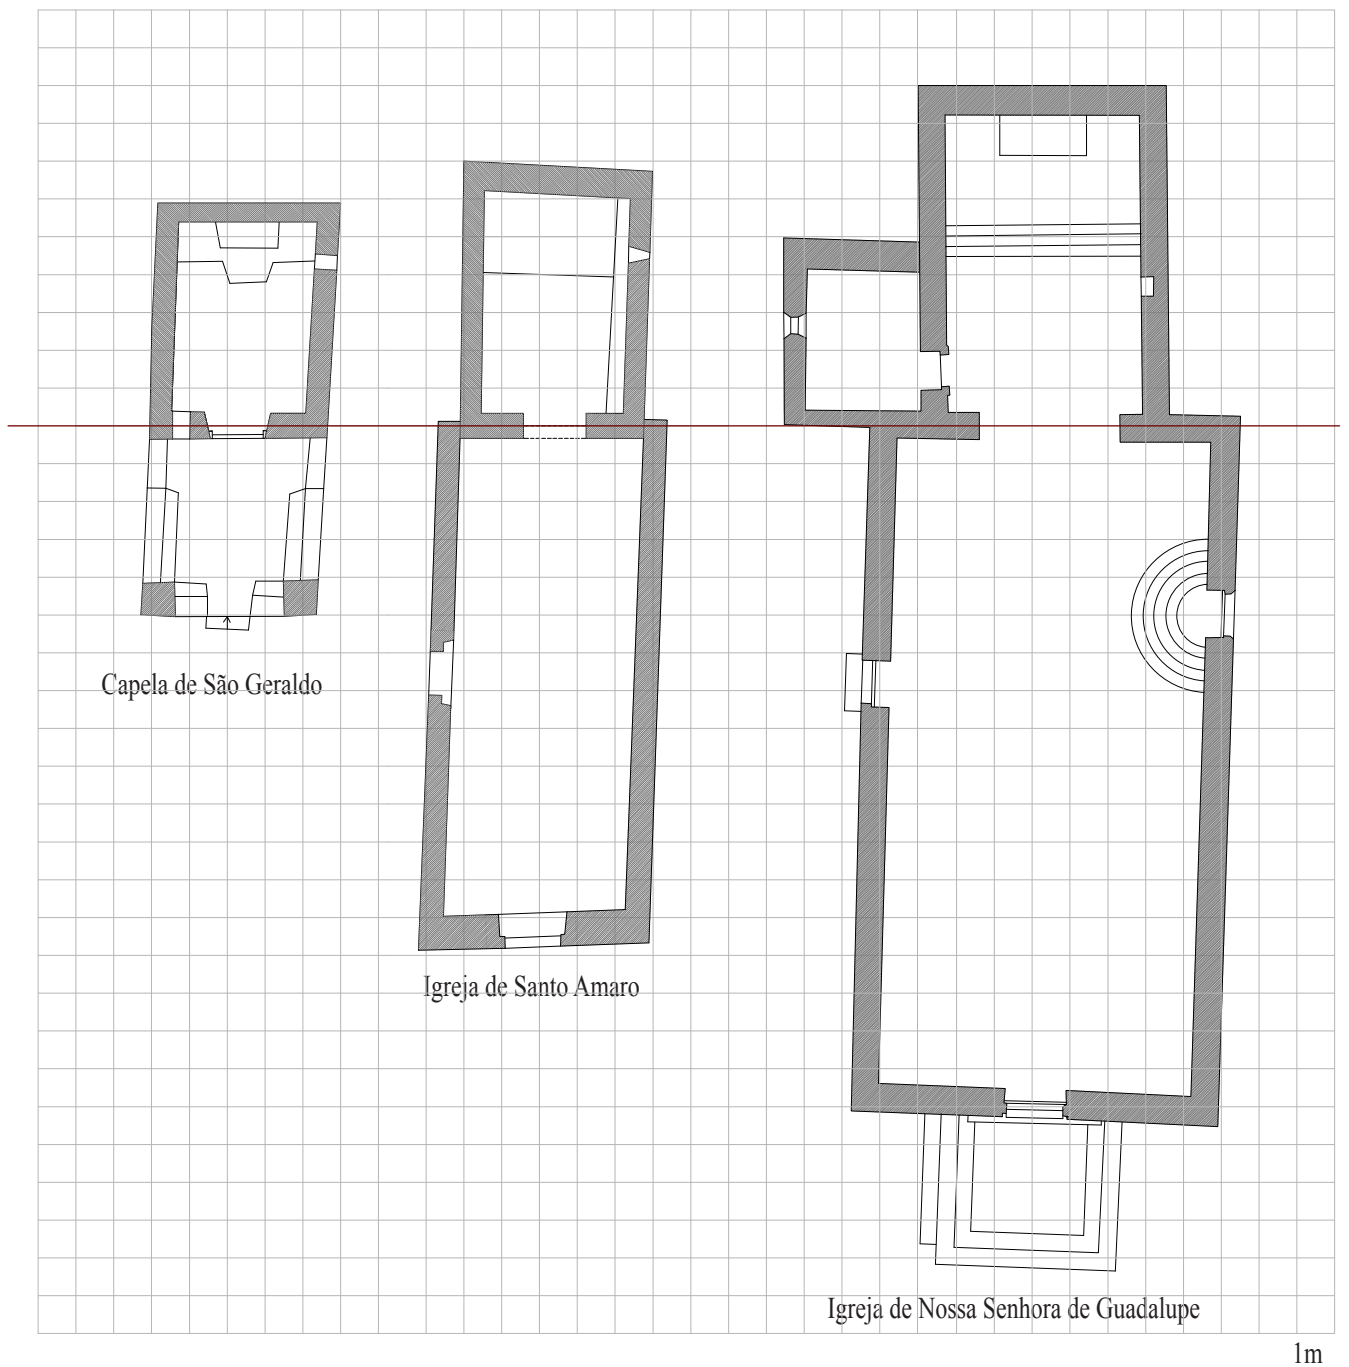 Capela de São Geraldo
Igreja de Santo Amaro
Igreja de Nossa Senhora de Guadalupe
1m